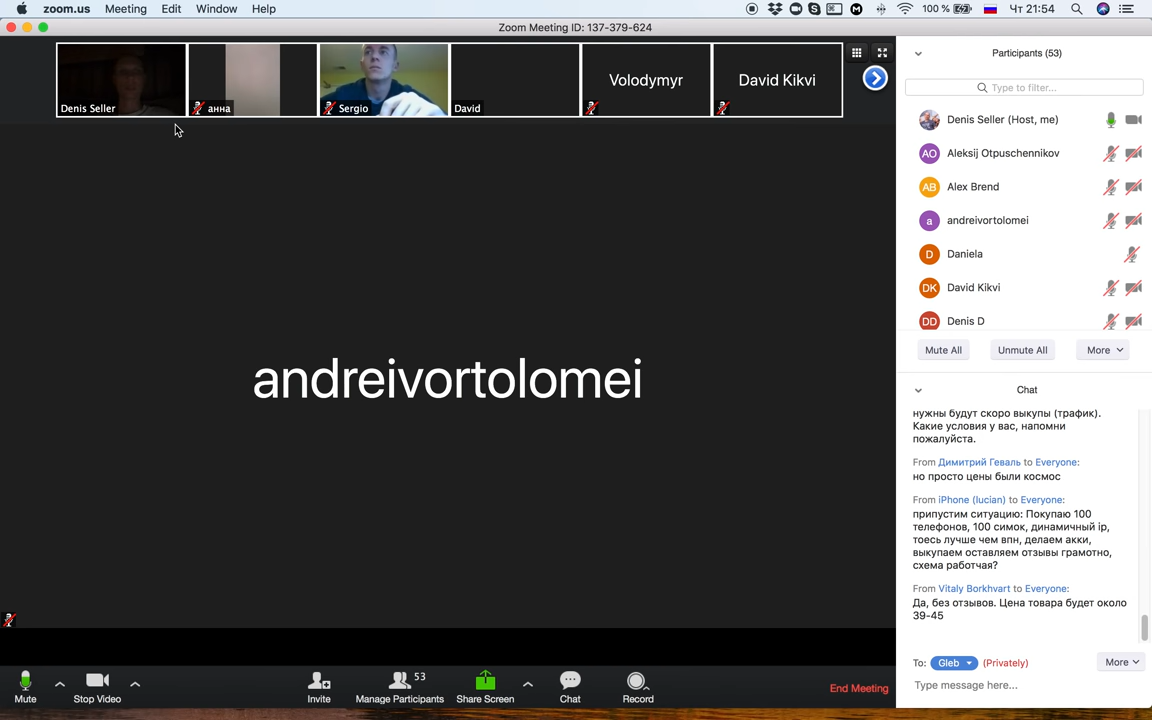 zoom.us Meeting Edit Window Help 100 % Чт 21:54
Zoom Meeting ID: 137-379-624
Denis Seller анна Sergio David Volodymyr David Kikvi
andreivortolomei
Participants (53)
Type to filter...
Denis Seller (Host, me)
AO Aleksij Otpuschennikov
AB Alex Brend
a andreivortolomei
D Daniela
DK David Kikvi
DD Denis D
Mute All Unmute All More
Chat
нужны будут скоро выкупы (трафик).
Какие условия у вас, напомни
пожалуйста.
From Димитрий Геваль to Everyone:
но просто цены были космос
From iPhone (lucian) to Everyone:
припустим ситуацию: Покупаю 100
телефонов, 100 симок, динамичный ip,
тоесь лучше чем впн, делаем акки,
выкупаем оставляем отзывы грамотно,
схема работчая?
From Vitaly Borkhvart to Everyone:
Да, без отзывов. Цена товара будет около
39-45
To: Gleb (Privately) More
Type message here...
Mute Stop Video Invite Manage Participants 53 Share Screen Chat Record End Meeting